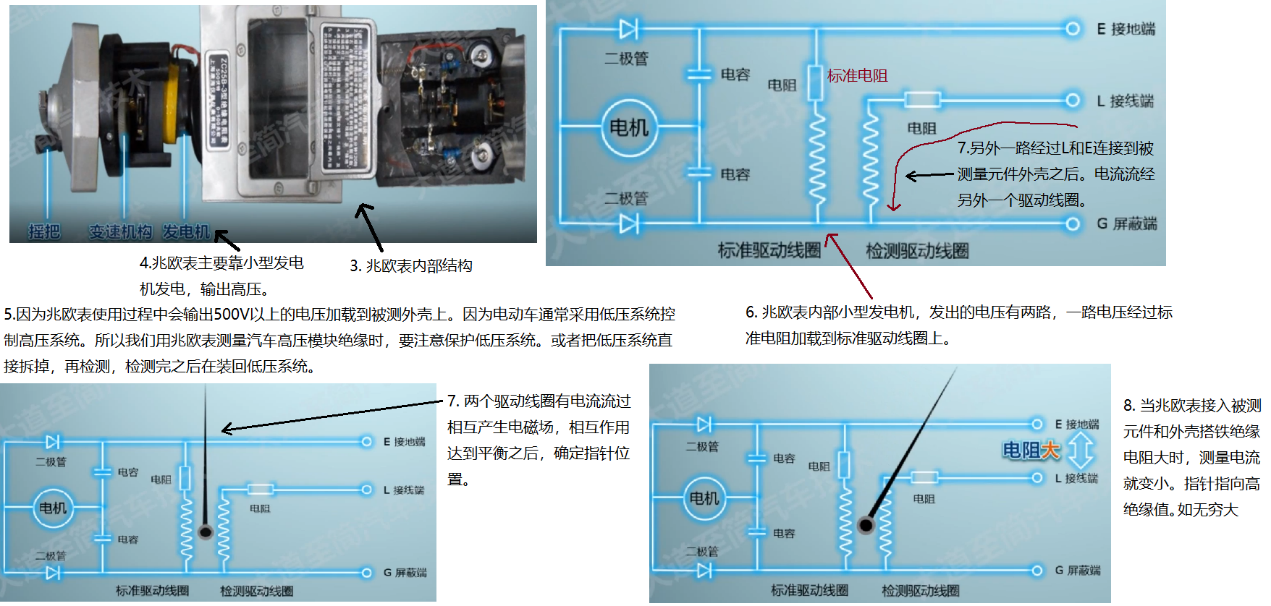 摇把
变速机构
发电机
4.兆欧表主要靠小型发电
机发电，输出高压。
3. 兆欧表内部结构
二极管
电容
电机
电容
二极管
电阻
标准电阻
电阻
E 接地端
L 接线端
G 屏蔽端
7.另外一路经过L和E连接到被
测量元件外壳之后。电流流经
另外一个驱动线圈。
标准驱动线圈
检测驱动线圈
5.因为兆欧表使用过程中会输出500VI以上的电压加载到被测外壳上。因为电动车通常采用低压系统控
制高压系统。所以我们用兆欧表测量汽车高压模块绝缘时，要注意保护低压系统。或者把低压系统直
接拆掉，再检测，检测完之后在装回低压系统。
6. 兆欧表内部小型发电机，发出的电压有两路，一路电压经过标
准电阻加载到标准驱动线圈上。
二极管
电容
电阻
电机
电容
二极管
电阻
E 接地端
L 接线端
G 屏蔽端
标准驱动线圈
检测驱动线圈
7. 两个驱动线圈有电流流过
相互产生电磁场，相互作用
达到平衡之后，确定指针位
置。
二极管
电容
电阻
电机
电容
二极管
电阻
E 接地端
电阻大
L 接线端
G 屏蔽端
标准驱动线圈
检测驱动线圈
8. 当兆欧表接入被测
元件和外壳搭铁绝缘
电阻大时，测量电流
就变小。指针指向高
绝缘值。如无穷大